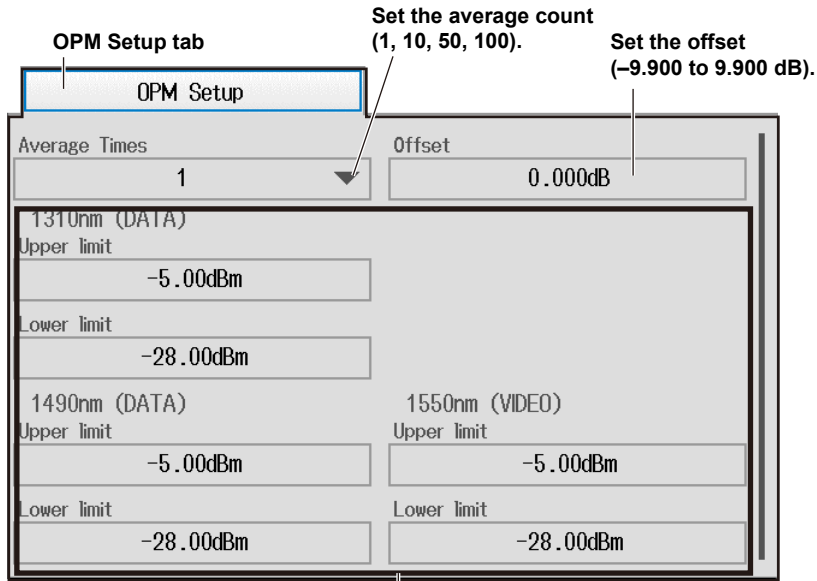 OPM Setup tab
Set the average count
(1, 10, 50, 100).
Set the offset
(–9.900 to 9.900 dB).
OPM Setup
Average Times
Offset
1
0.000dB
1310nm (DATA)
Upper limit
-5.00dBm
Lower limit
-28.00dBm
1490nm (DATA)
1550nm (VIDEO)
Upper limit
Upper limit
-5.00dBm
-5.00dBm
Lower limit
Lower limit
-28.00dBm
-28.00dBm